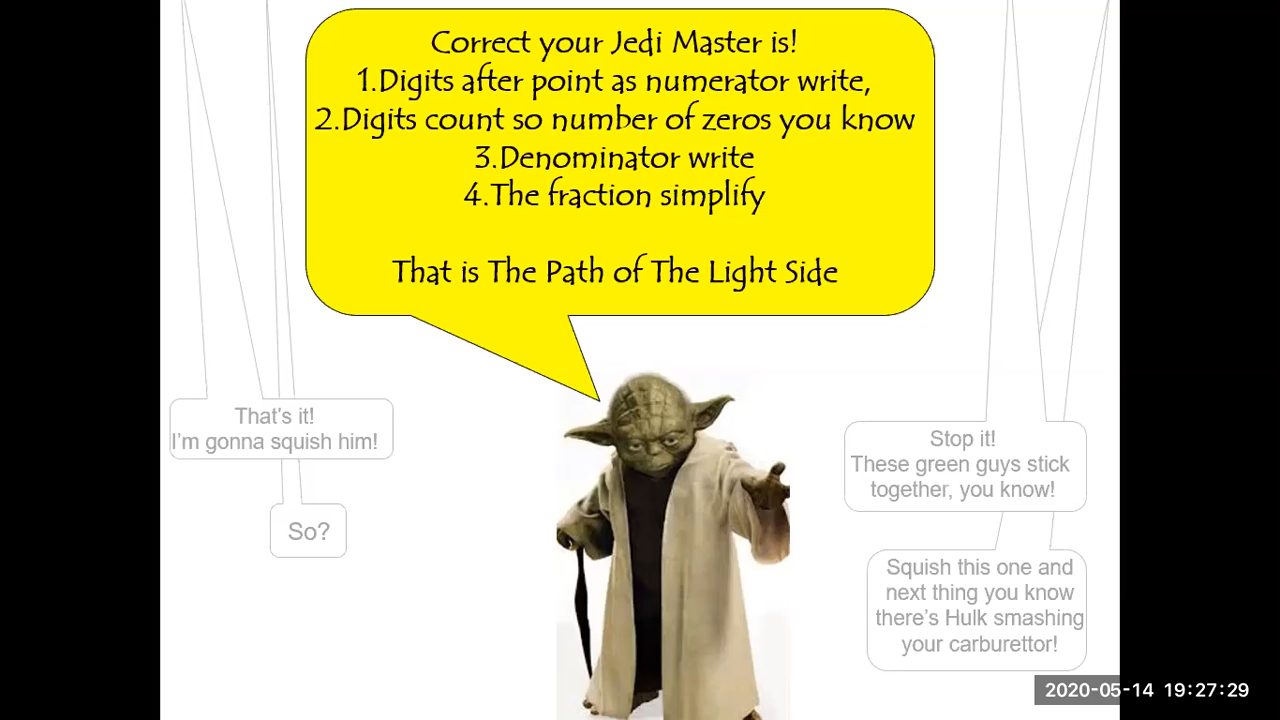 Correct your Jedi Master is!
1.Digits after point as numerator write,
2.Digits count so number of zeros you know
3.Denominator write
4.The fraction simplify
That is The Path of The Light Side
That's it!
I'm gonna squish him!
So?
Stop it!
These green guys stick
together, you know!
Squish this one and
next thing you know
there's Hulk smashing
your carburettor!
2020-05-14 19:27:29